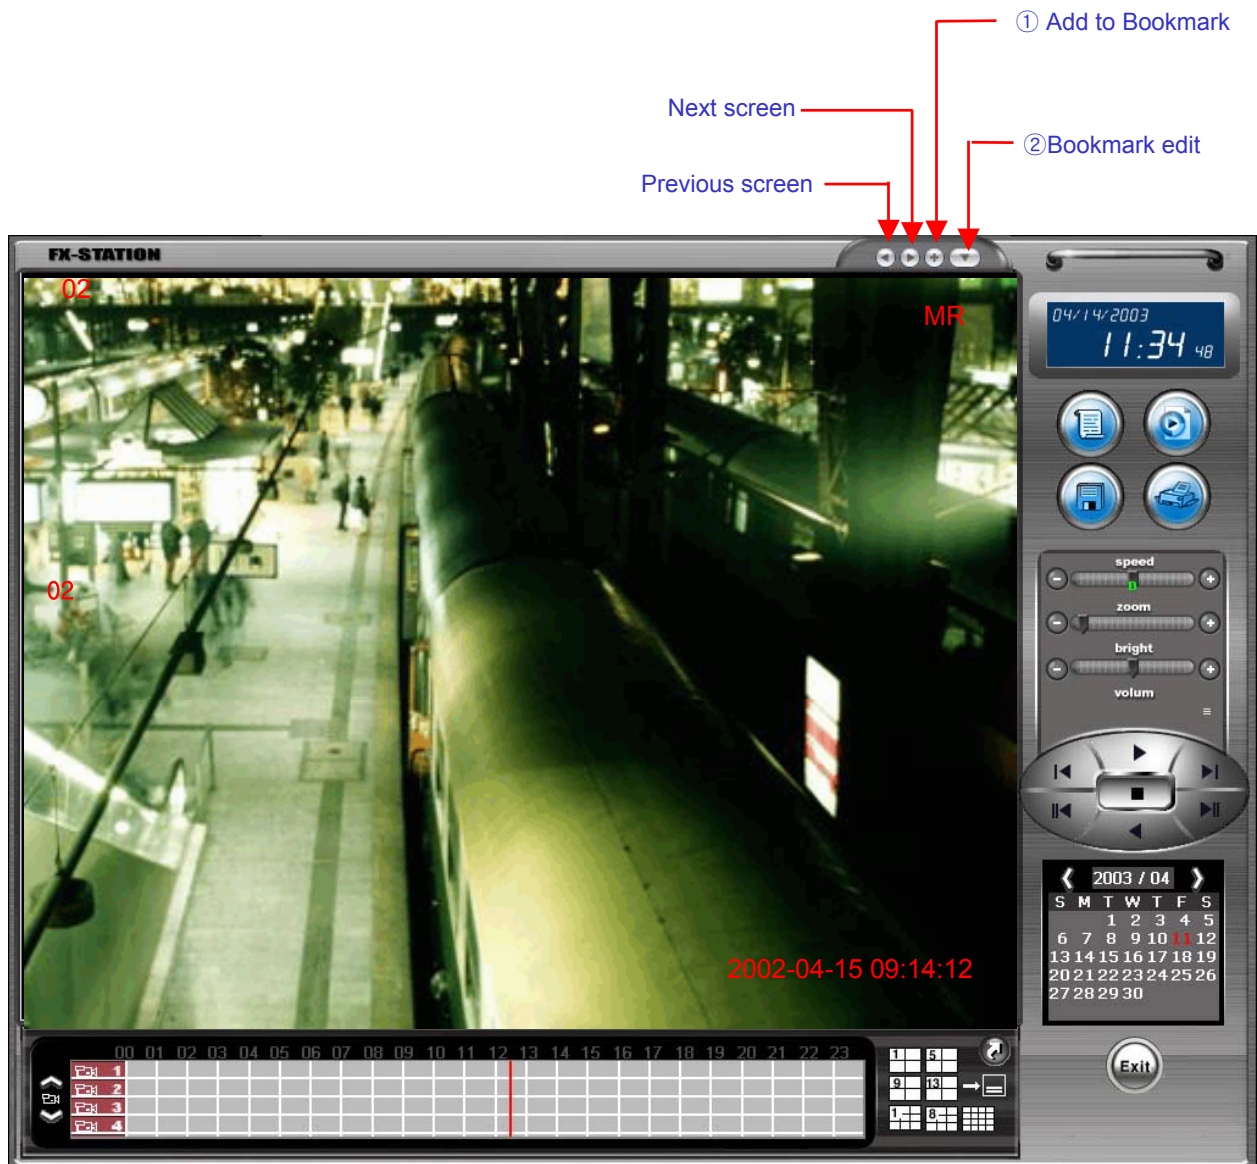 ① Add to Bookmark
Next screen
②Bookmark edit
Previous screen
FX-STATION
02
MR
04/14/2003
11:34 48
02
speed
n
zoom
bright
volum
2003 / 04
S M T W T F S
1 2 3 4 5
6 7 8 9 10 11 12
13 14 15 16 17 18 19
20 21 22 23 24 25 26
27 28 29 30
2002-04-15 09:14:12
00 01 02 03 04 05 06 07 08 09 10 11 12 13 14 15 16 17 18 19 20 21 22 23
1
2
3
4
1 5
9 13
1 8
Exit